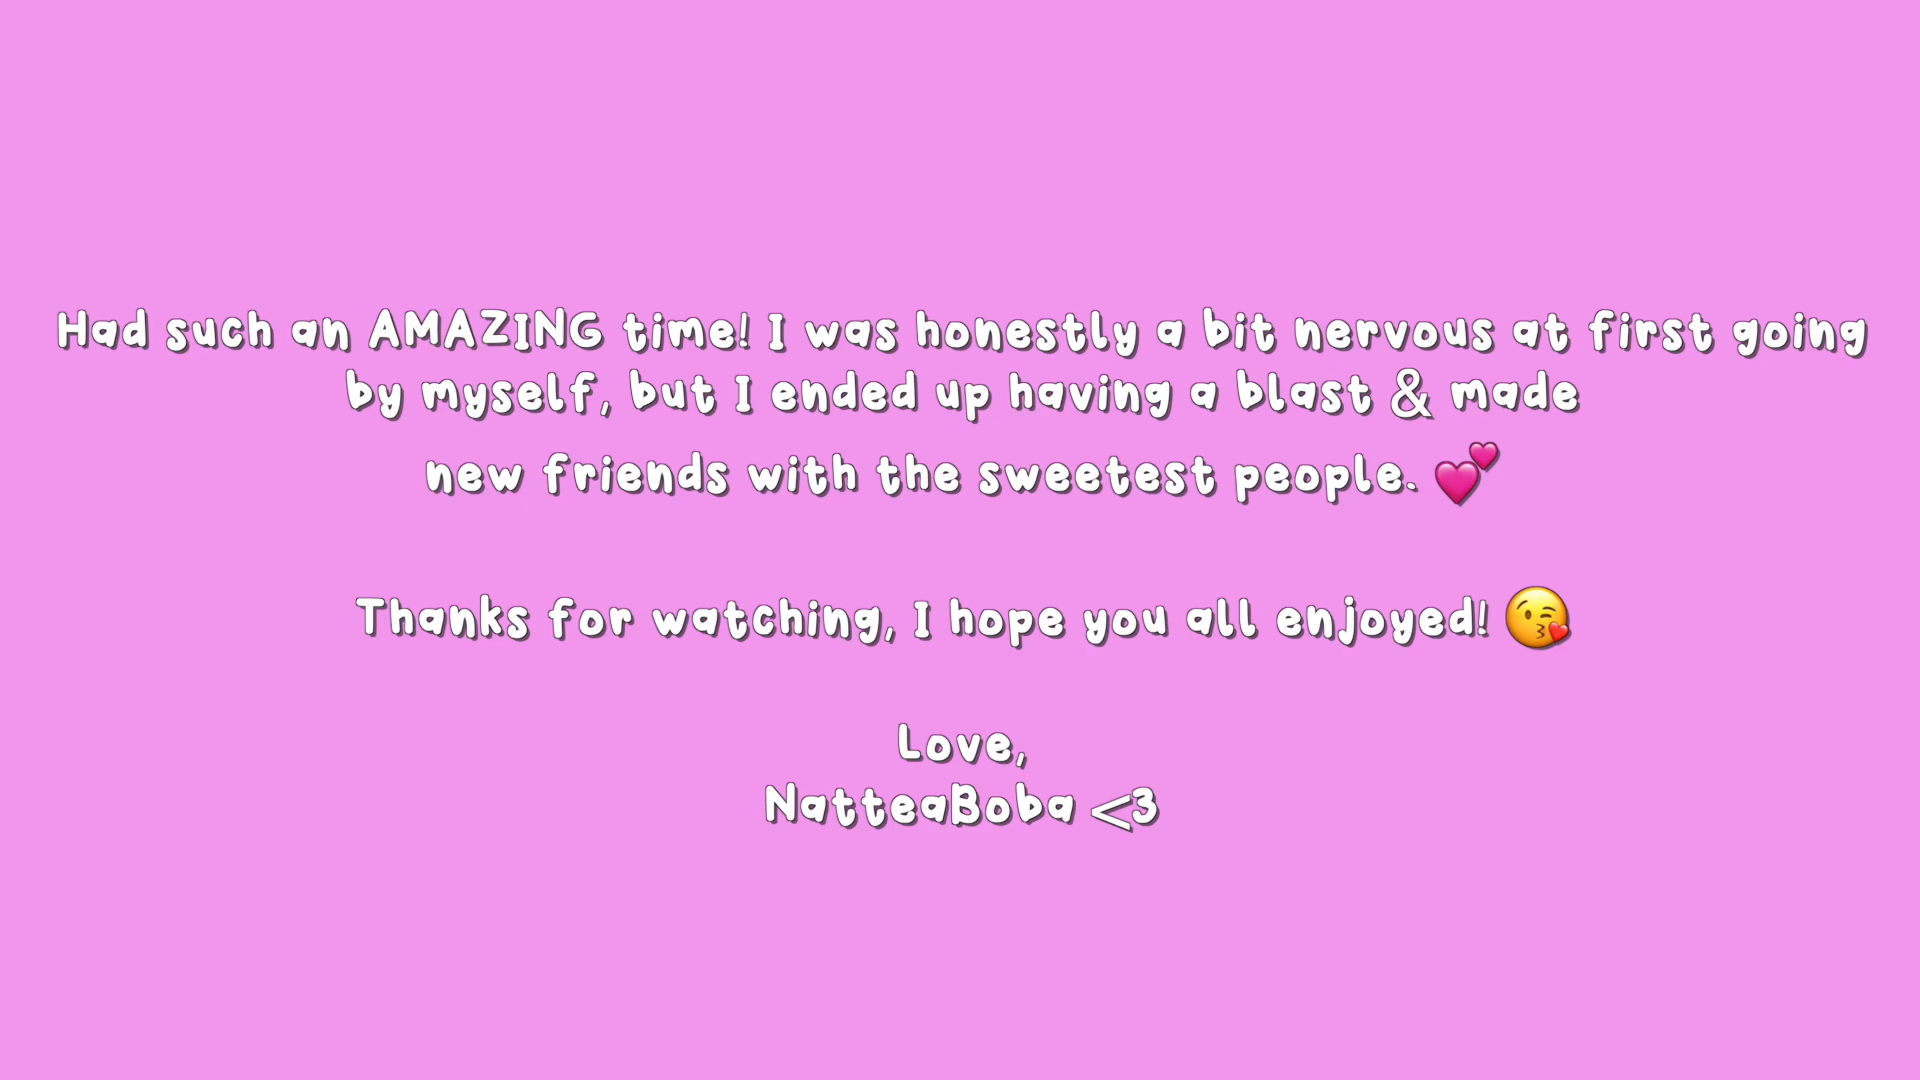 Had such an AMAZING time! I was honestly a bit nervous at first going
by myself, but I ended up having a blast & made
new friends with the sweetest people. 💕
Thanks for watching, I hope you all enjoyed! 😘
Love,
NatteaBoba <3